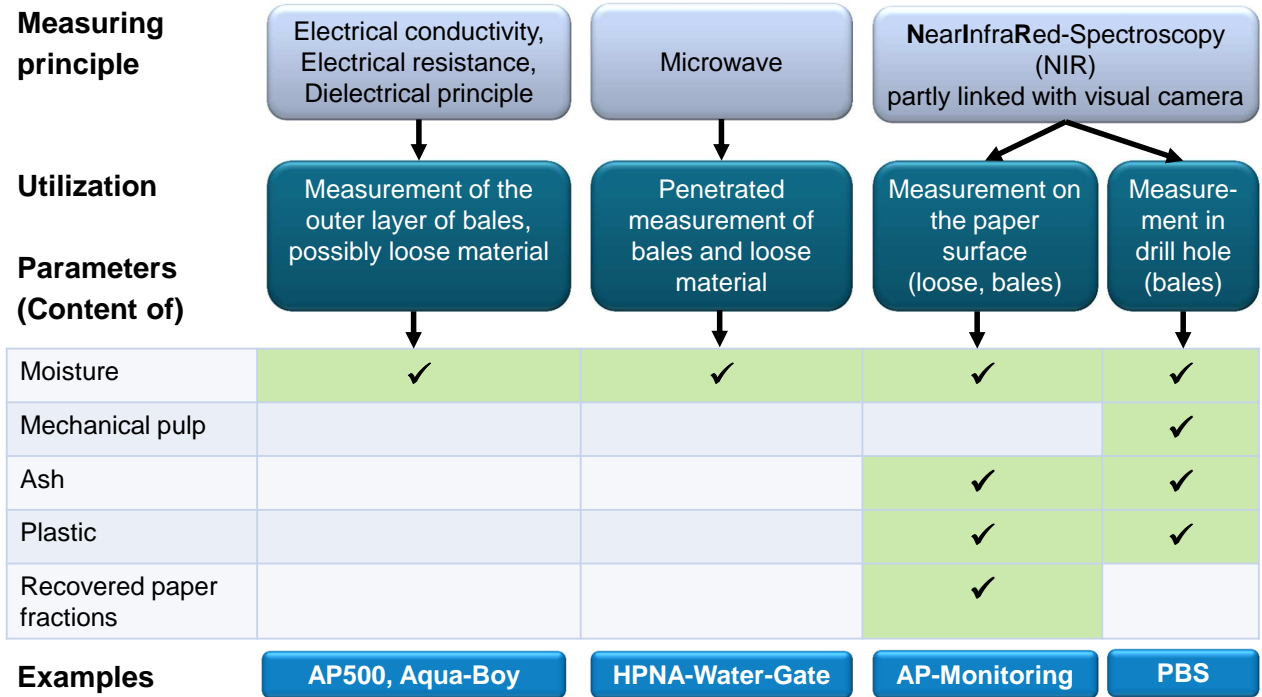 Measuring
principle
Electrical conductivity,
Electrical resistance,
Dielectrical principle
Microwave
NearInfraRed-Spectroscopy
(NIR)
partly linked with visual camera
Utilization
Measurement of the
outer layer of bales,
possibly loose material
Penetrated
measurement of
bales and loose
material
Measurement on
the paper
surface
(loose, bales)
Measure-
ment in
drill hole
(bales)
Parameters
(Content of)
Moisture ✓ ✓ ✓ ✓
Mechanical pulp ✓
Ash ✓ ✓
Plastic ✓ ✓
Recovered paper
fractions ✓
Examples
AP500, Aqua-Boy
HPNA-Water-Gate
AP-Monitoring
PBS